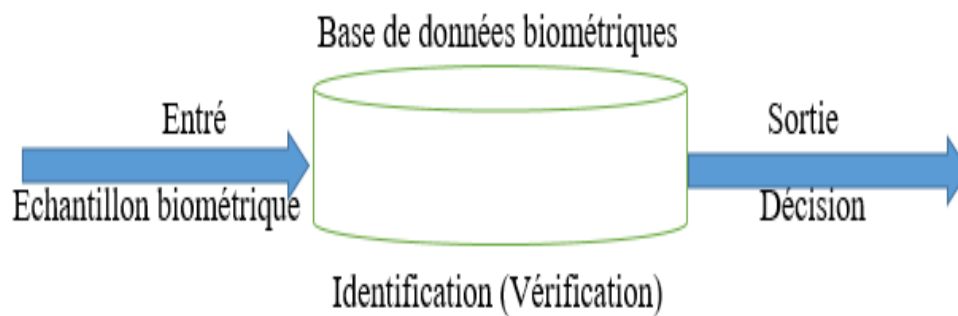 Base de données biométriques
Entré
Sortie
Echantillon biométrique
Décision
Identification (Vérification)